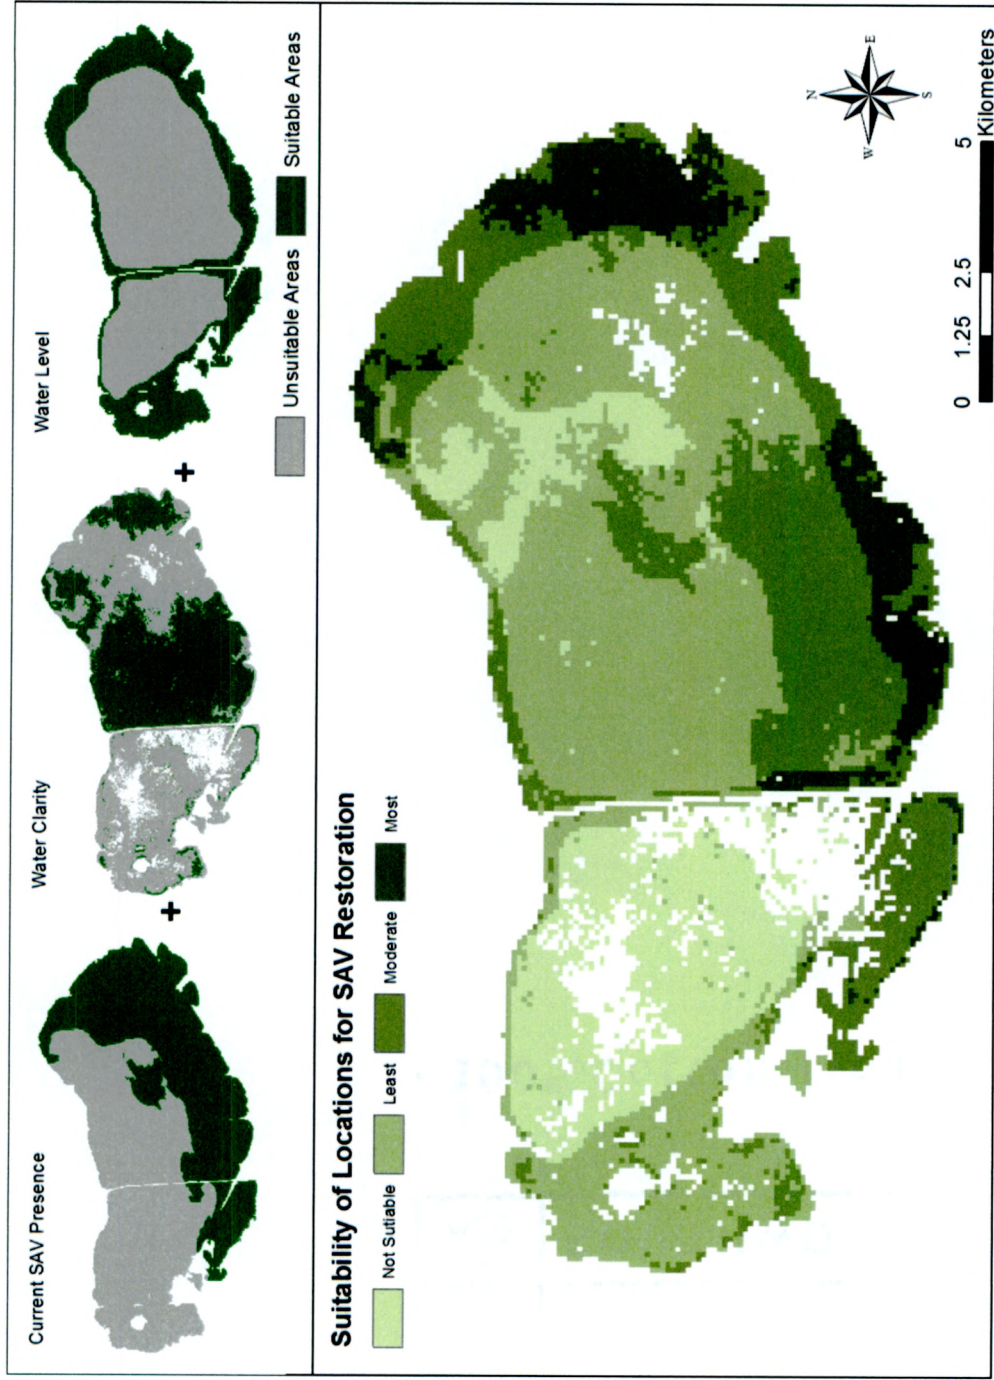 Current SAV Presence
+
Water Clarity
+
Water Level
Unsuitable Areas
Suitable Areas
Suitability of Locations for SAV Restoration
Not Sutiable
Least
Moderate
Most
N
W
E
S
0 1.25 2.5 5
Kilometers